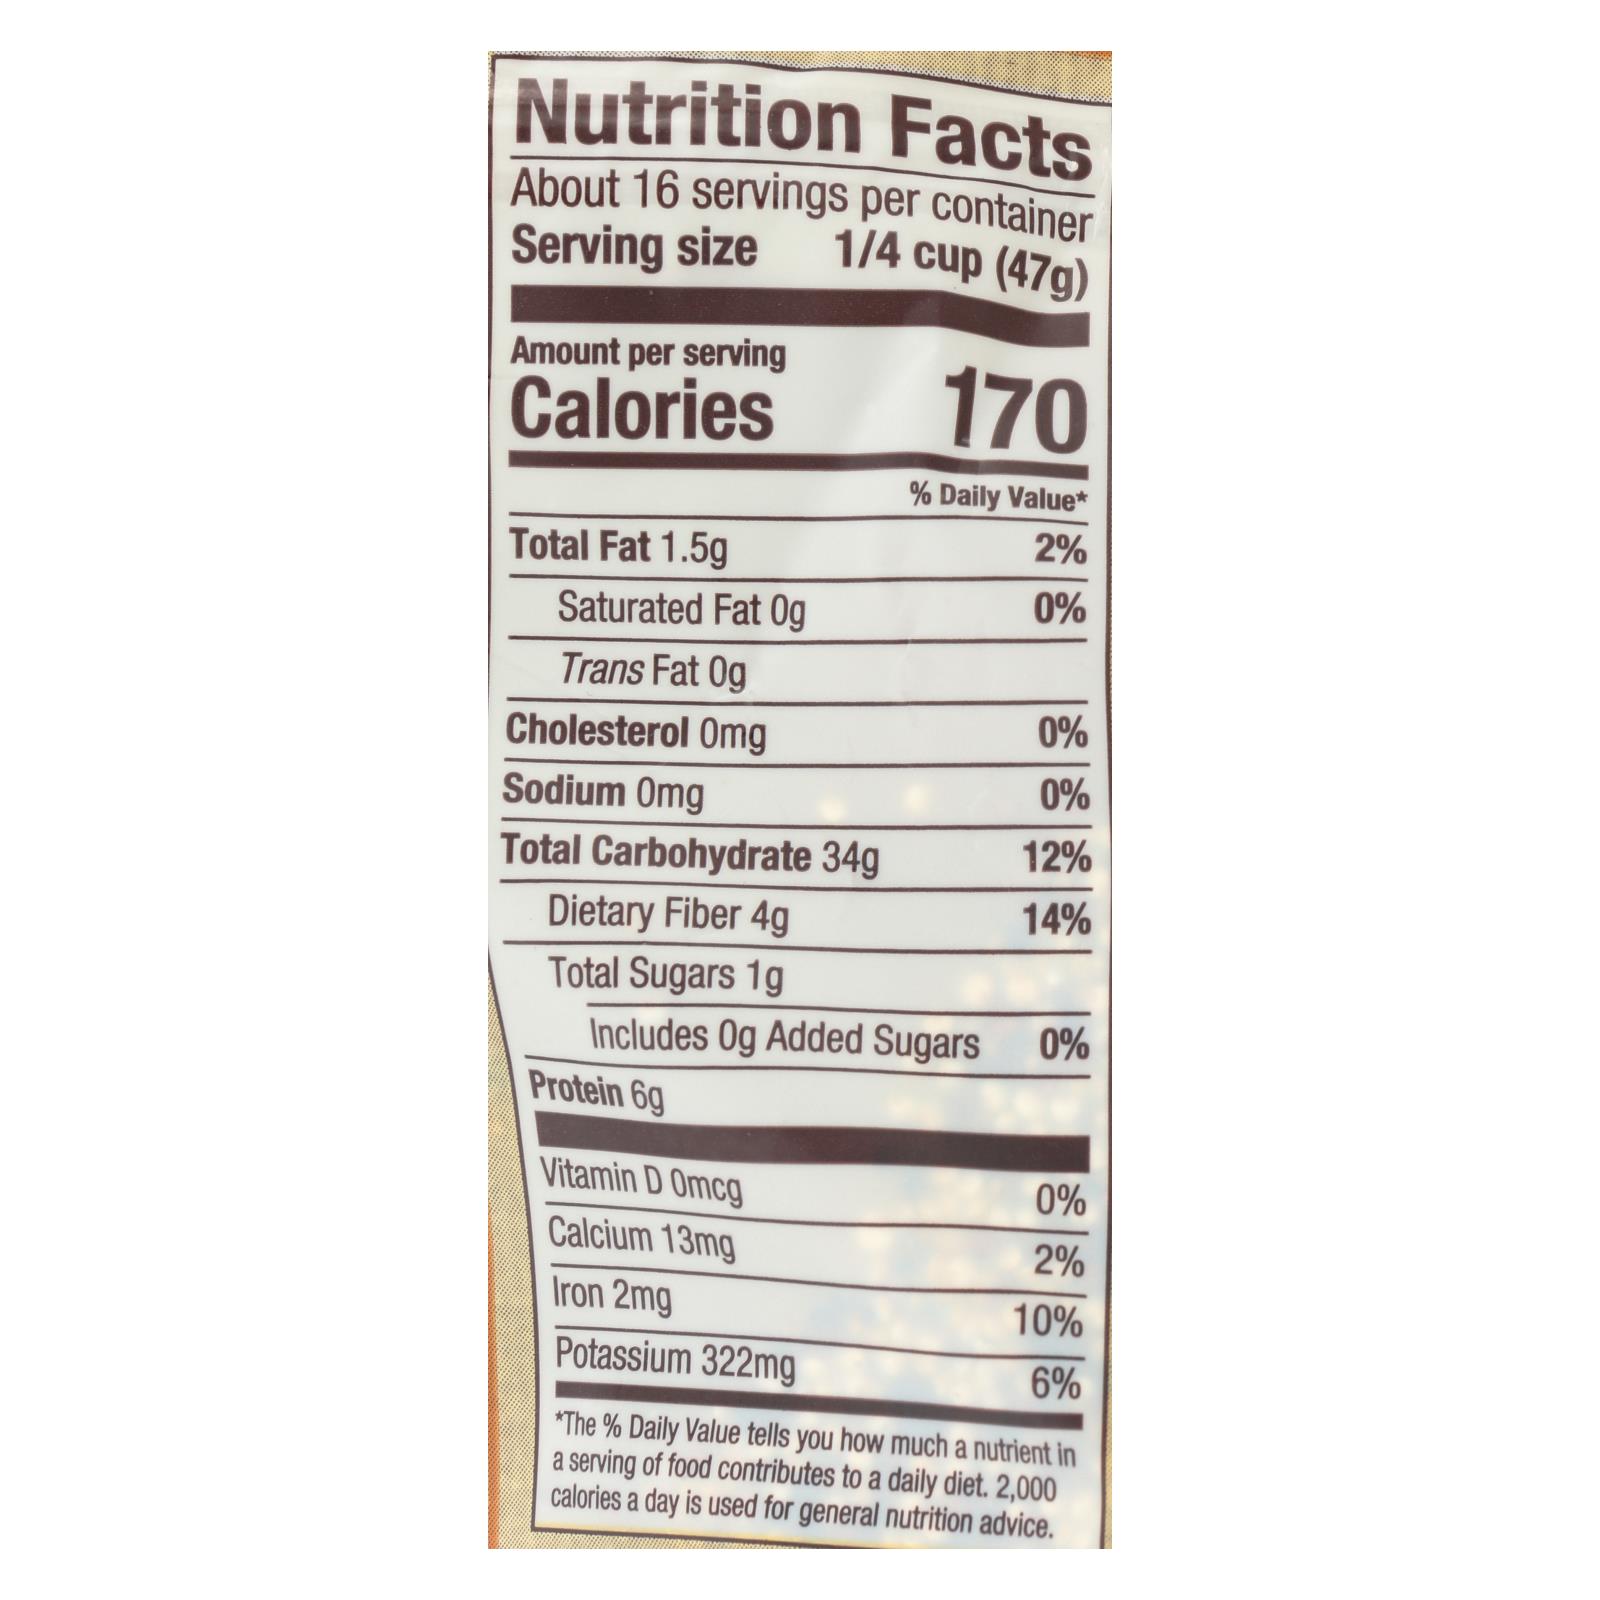 Nutrition Facts
About 16 servings per container
Serving size 1/4 cup (47g)
Amount per serving
Calories 170
% Daily Value*
Total Fat 1.5g 2%
Saturated Fat 0g 0%
Trans Fat 0g
Cholesterol 0mg 0%
Sodium 0mg 0%
Total Carbohydrate 34g 12%
Dietary Fiber 4g 14%
Total Sugars 1g
Includes 0g Added Sugars 0%
Protein 6g
Vitamin D 0mcg 0%
Calcium 13mg 2%
Iron 2mg 10%
Potassium 322mg 6%
*The % Daily Value tells you how much a nutrient in
a serving of food contributes to a daily diet. 2,000
calories a day is used for general nutrition advice.